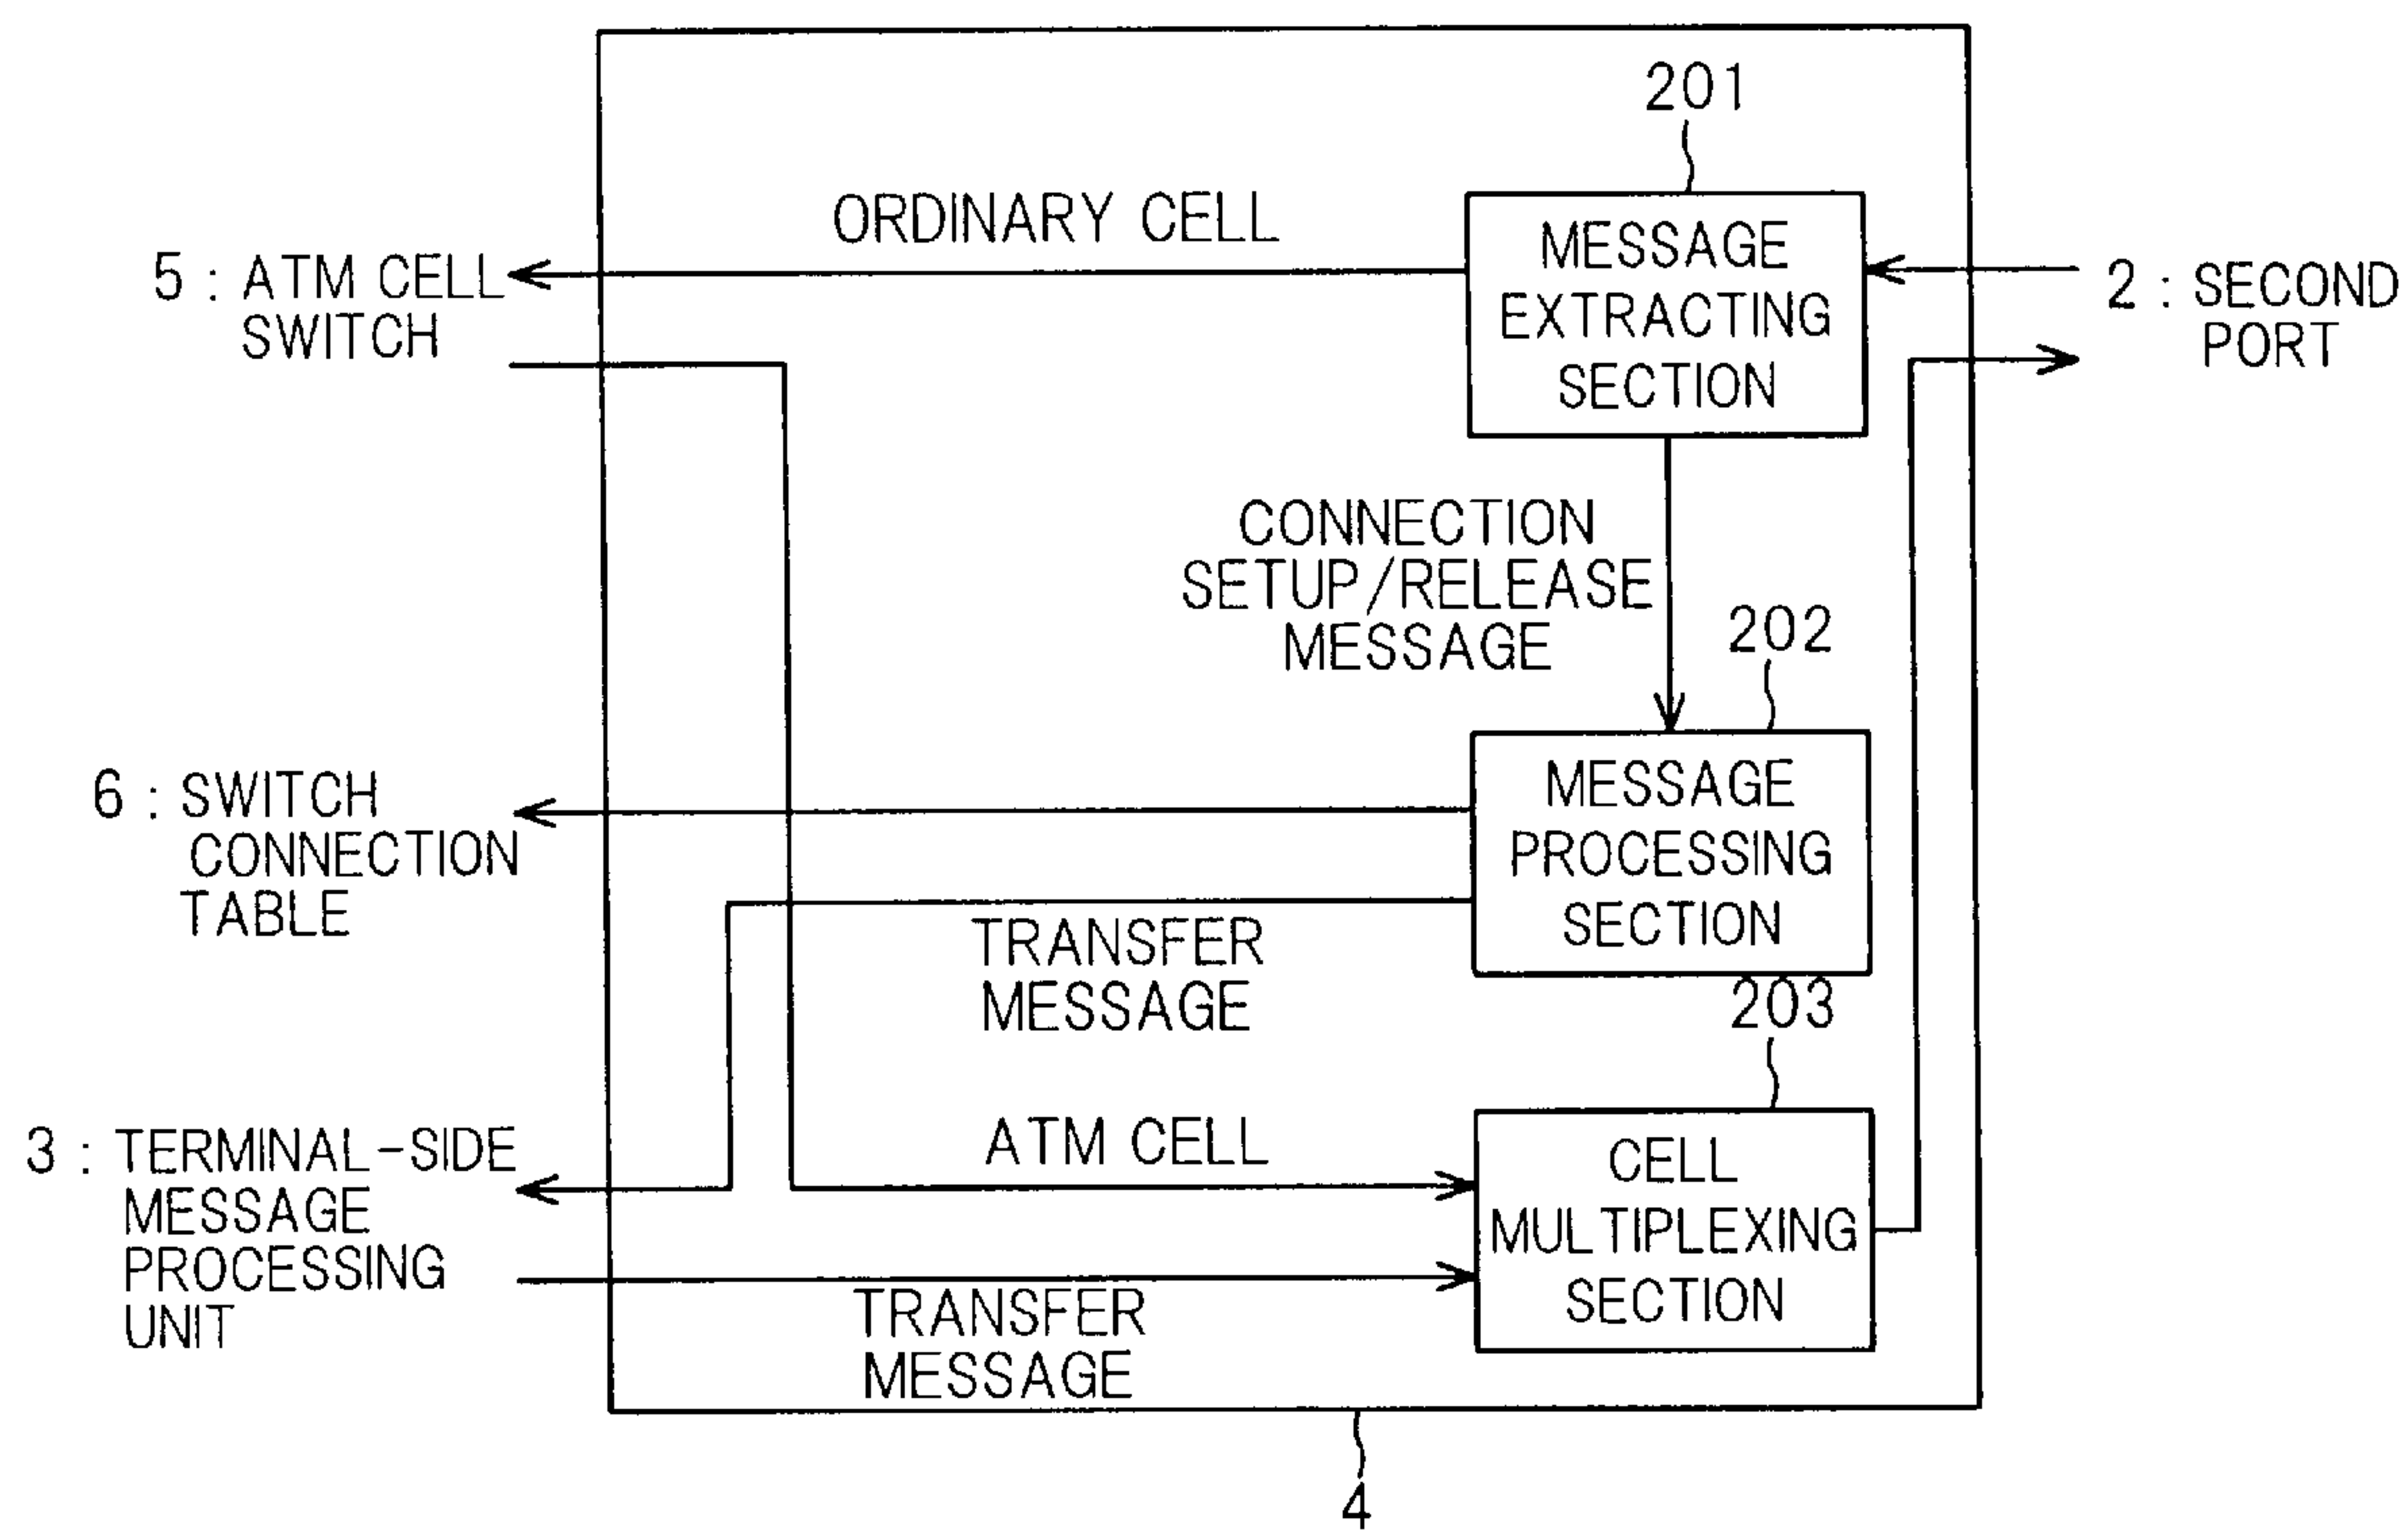 201
ORDINARY CELL
MESSAGE
EXTRACTING
SECTION
5 : ATM CELL
SWITCH
2 : SECOND
PORT
CONNECTION
SETUP/RELEASE
MESSAGE
202
6 : SWITCH
CONNECTION
TABLE
MESSAGE
PROCESSING
SECTION
TRANSFER
MESSAGE
203
3 : TERMINAL-SIDE
MESSAGE
PROCESSING
UNIT
ATM CELL
CELL
MULTIPLEXING
SECTION
TRANSFER
MESSAGE
4